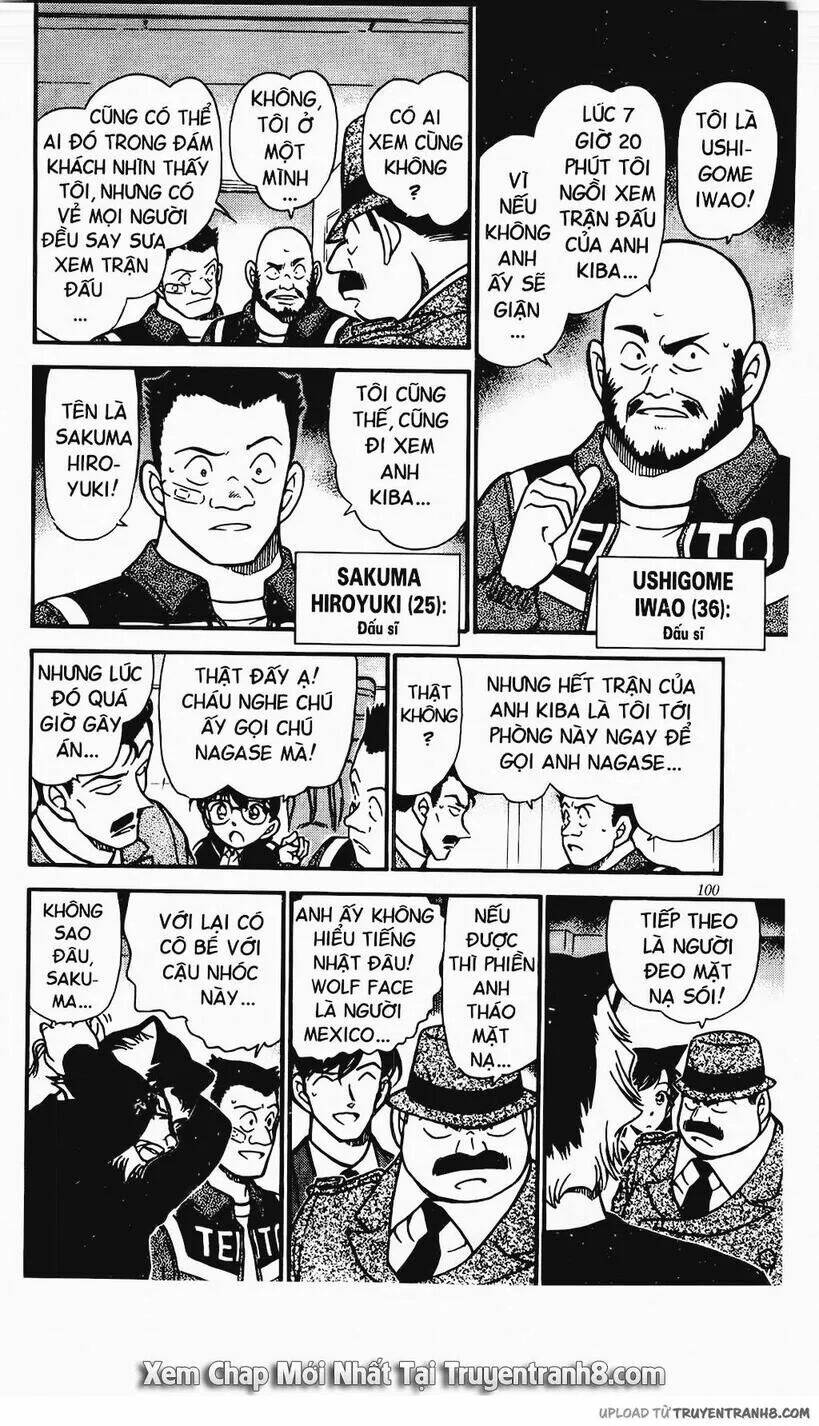 TÔI LÀ
USHI-
GOME
IWAO!
LÚC 7
GIỜ 20
PHÚT TÔI
NGỒI XEM
TRẬN ĐẤU
CỦA ANH
KIBA...
VÌ
NẾU
KHÔNG
ANH
ẤY SẼ
GIẬN
...
USHIGOME
IWAO (36):
Đấu sĩ
CÓ AI
XEM CÙNG
KHÔNG
?
KHÔNG,
TÔI Ở
MỘT
MÌNH
...
CŨNG CÓ THỂ
AI ĐÓ TRONG ĐÁM
KHÁCH NHÌN THẤY
TÔI, NHƯNG CÓ
VẺ MỌI NGƯỜI
ĐỀU SAY SƯA
XEM TRẬN
ĐẤU
...
TÔI CŨNG
THẾ, CŨNG
ĐI XEM
ANH
KIBA...
TÊN LÀ
SAKUMA
HIRO-
YUKI!
SAKUMA
HIROYUKI (25):
Đấu sĩ
NHƯNG HẾT TRẬN CỦA
ANH KIBA LÀ TÔI TỚI
PHÒNG NÀY NGAY ĐỂ
GỌI ANH NAGASE...
THẬT
KHÔNG
?
THẬT ĐẤY Ạ!
CHÁU NGHE CHÚ
ẤY GỌI CHÚ
NAGASE MÀ!
NHƯNG LÚC
ĐÓ QUÁ
GIỜ GÂY
ÁN...
100
TIẾP THEO
LÀ NGƯỜI
ĐEO MẶT
NẠ SÓI!
NẾU
ĐƯỢC
THÌ PHIỀN
ANH
THÁO
MẶT
NẠ...
ANH ẤY KHÔNG
HIỂU TIẾNG
NHẬT ĐÂU!
WOLF FACE
LÀ NGƯỜI
MEXICO...
VỚI LẠI CÓ
CÔ BÉ VỚI
CẬU NHÓC
NÀY...
KHÔNG
SAO
ĐÂU,
SAKU-
MA...
TEI
TO
TEI
TO
Xem Chap Mới Nhất Tại Truyentranh8.com
UPLOAD TỪ TRUYENTRANH8.COM